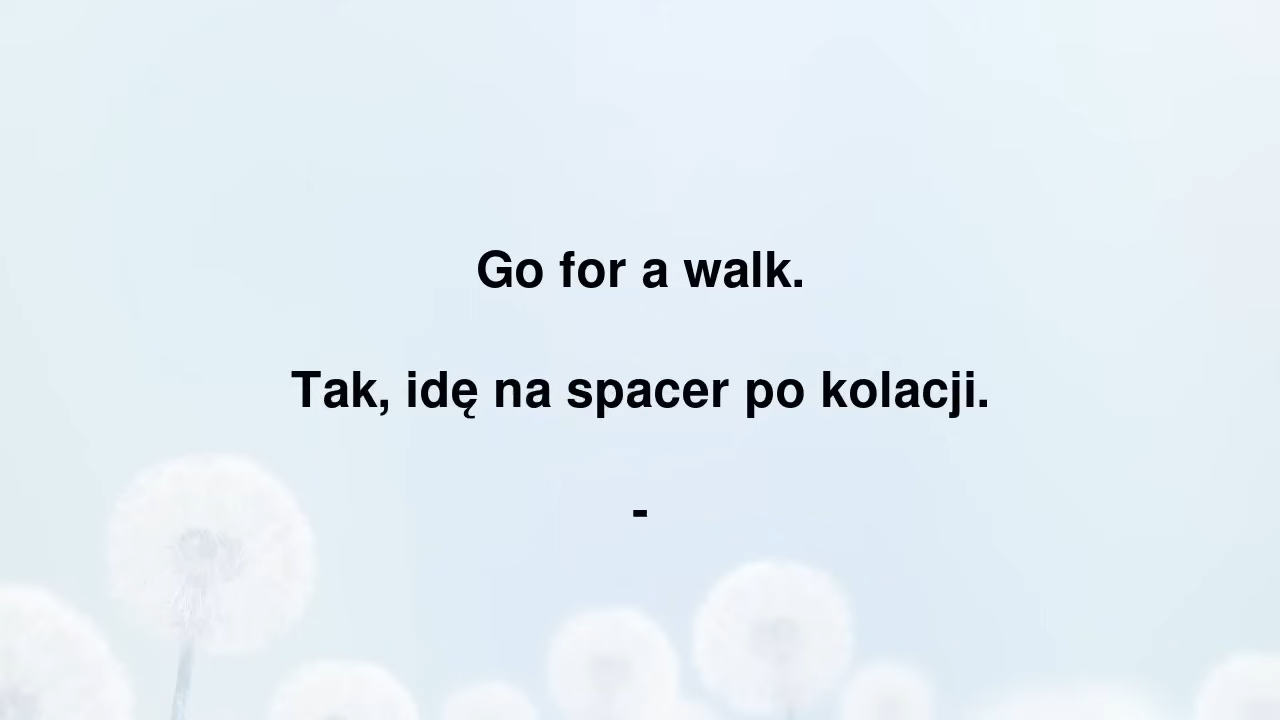 Go for a walk.
Tak, idę na spacer po kolacji.
-